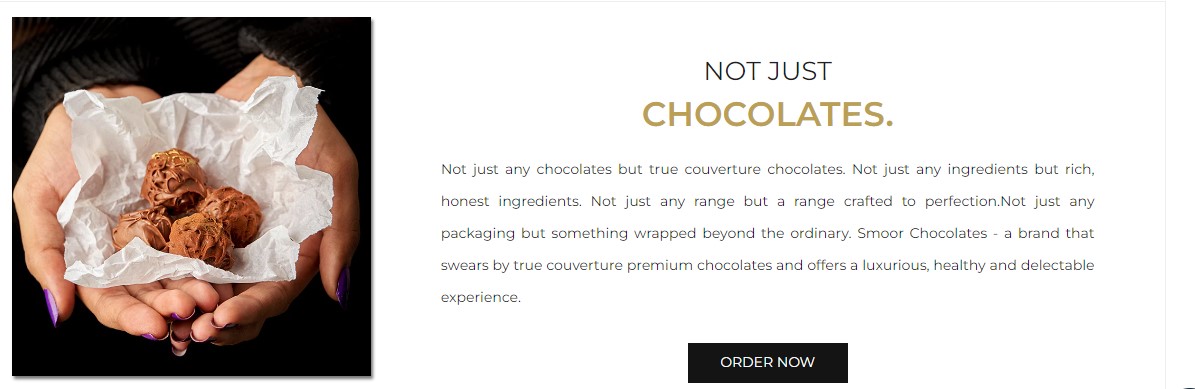 NOT JUST
CHOCOLATES.
Not just any chocolates but true couverture chocolates. Not just any ingredients but rich,
honest ingredients. Not just any range but a range crafted to perfection.Not just any
packaging but something wrapped beyond the ordinary. Smoor Chocolates - a brand that
swears by true couverture premium chocolates and offers a luxurious, healthy and delectable
experience.
ORDER NOW